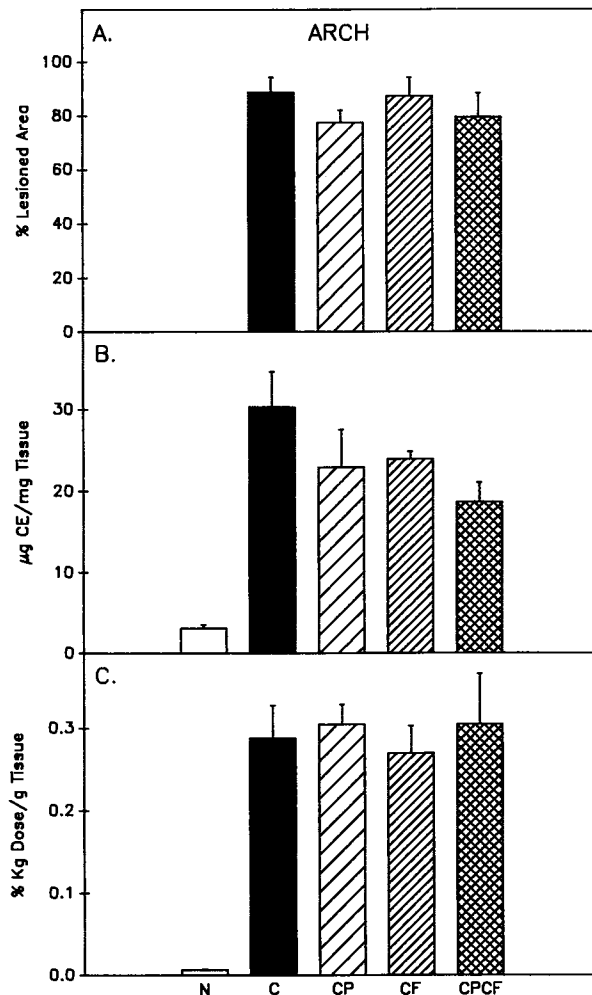 A.
ARCH
100
80
60
40
20
0
% Lesioned Area
B.
30
20
10
0
µg CE/mg Tissue
C.
0.3
0.2
0.1
0.0
% Kg Dose/g Tissue
N C CP CF CPCF